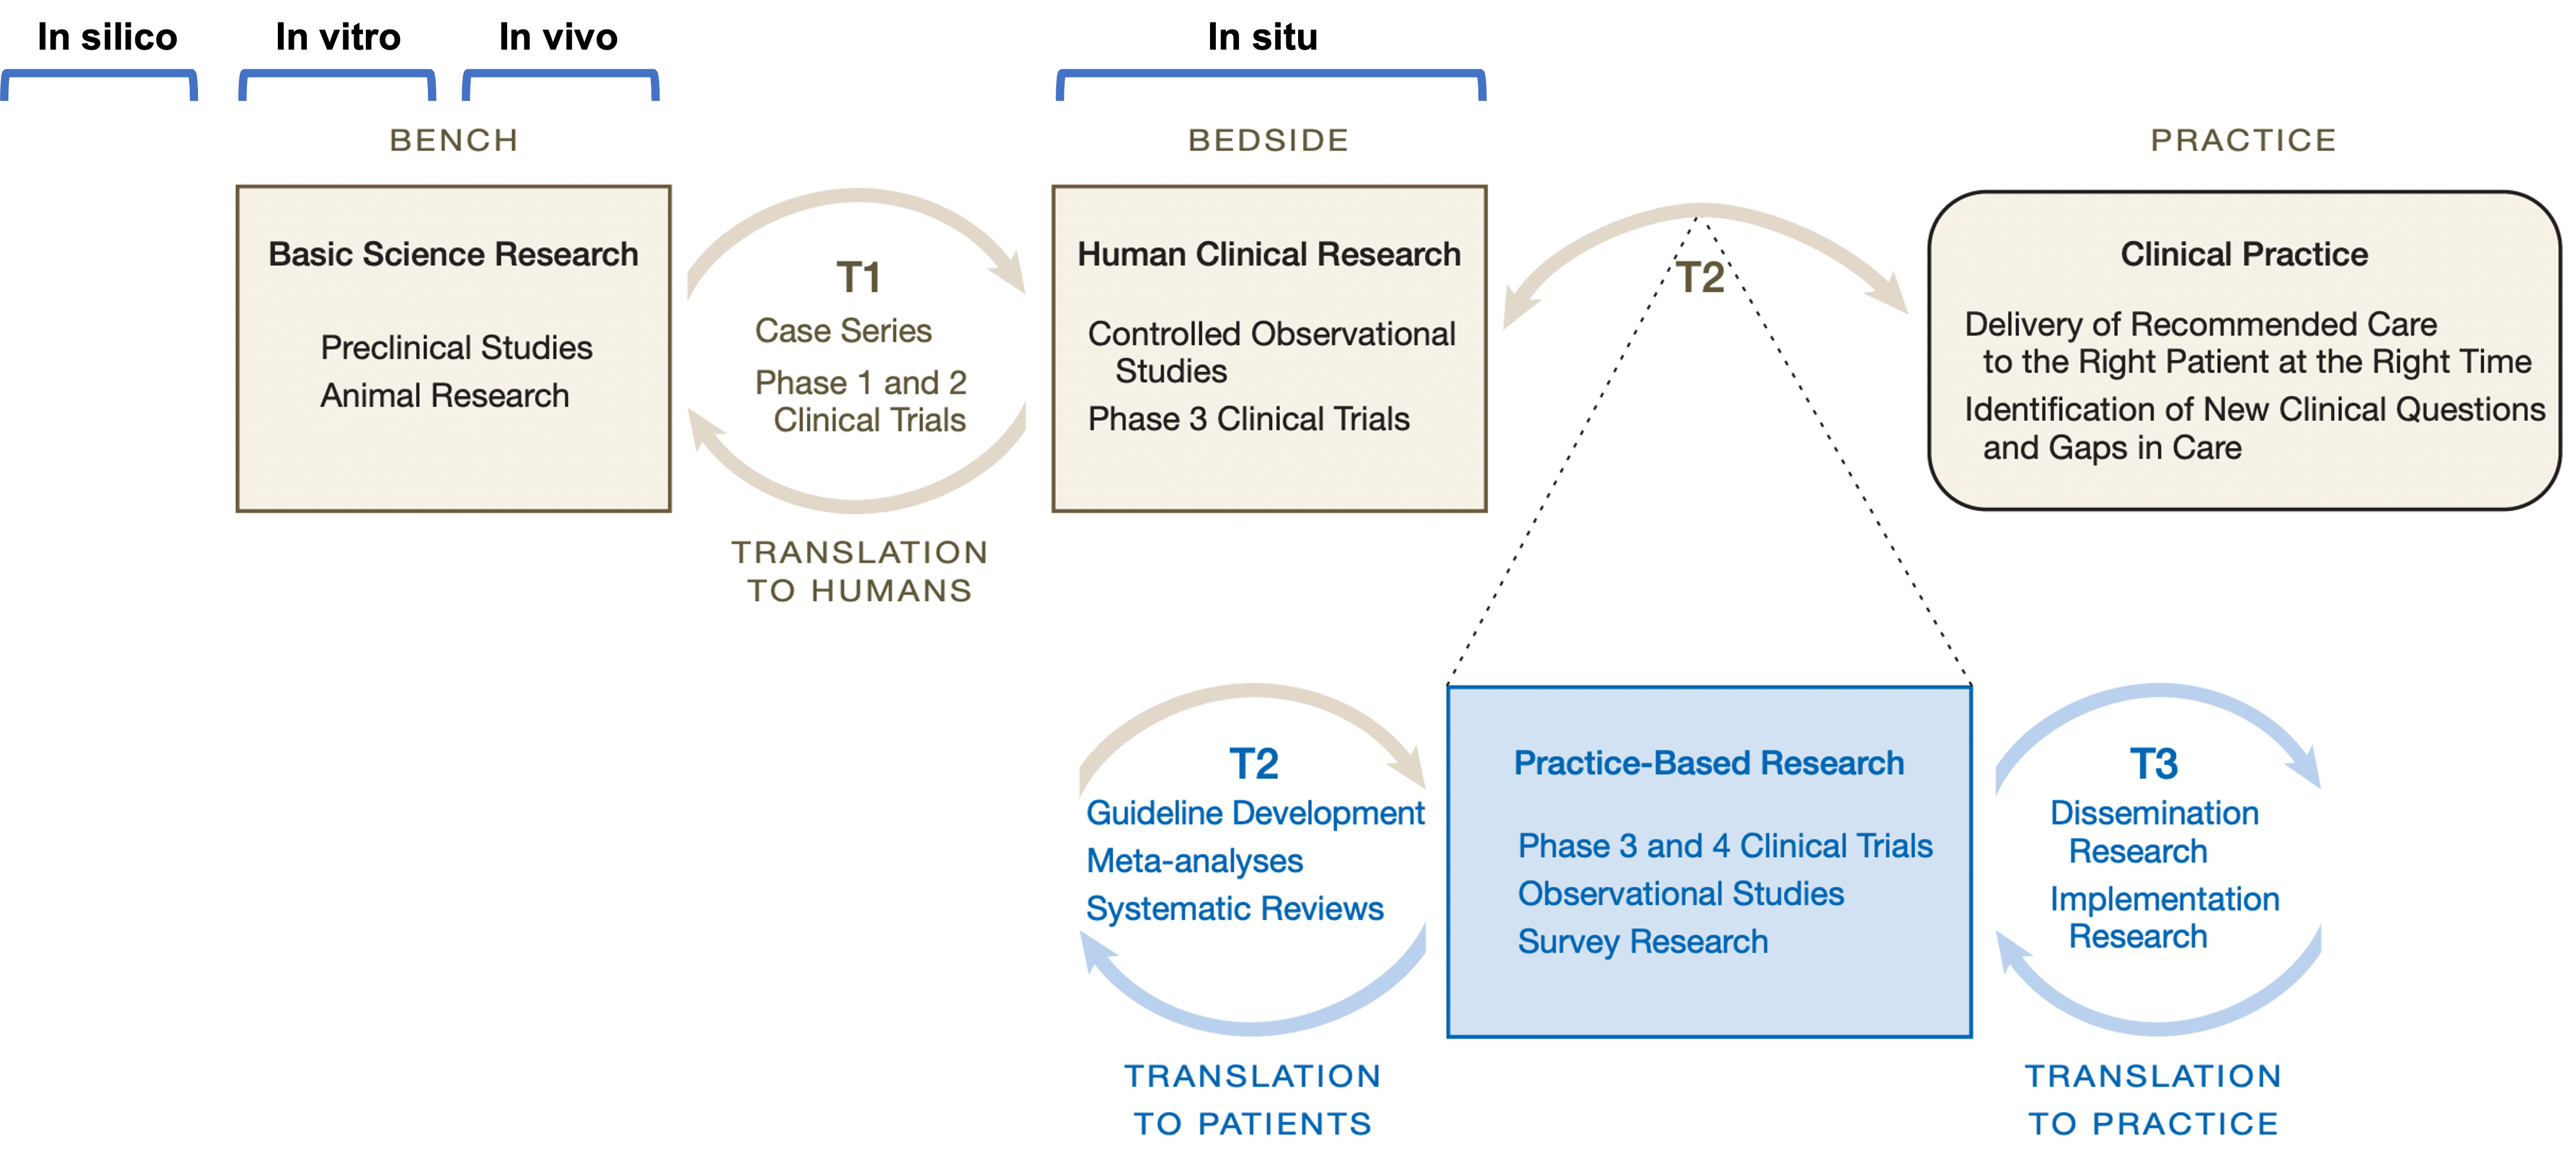 In silico
In vitro
In vivo
In situ
BENCH
BEDSIDE
PRACTICE
Basic Science Research
Preclinical Studies
Animal Research
T1
Case Series
Phase 1 and 2
Clinical Trials
TRANSLATION
TO HUMANS
Human Clinical Research
Controlled Observational
Studies
Phase 3 Clinical Trials
T2
Clinical Practice
Delivery of Recommended Care
to the Right Patient at the Right Time
Identification of New Clinical Questions
and Gaps in Care
T2
Guideline Development
Meta-analyses
Systematic Reviews
TRANSLATION
TO PATIENTS
Practice-Based Research
Phase 3 and 4 Clinical Trials
Observational Studies
Survey Research
T3
Dissemination
Research
Implementation
Research
TRANSLATION
TO PRACTICE